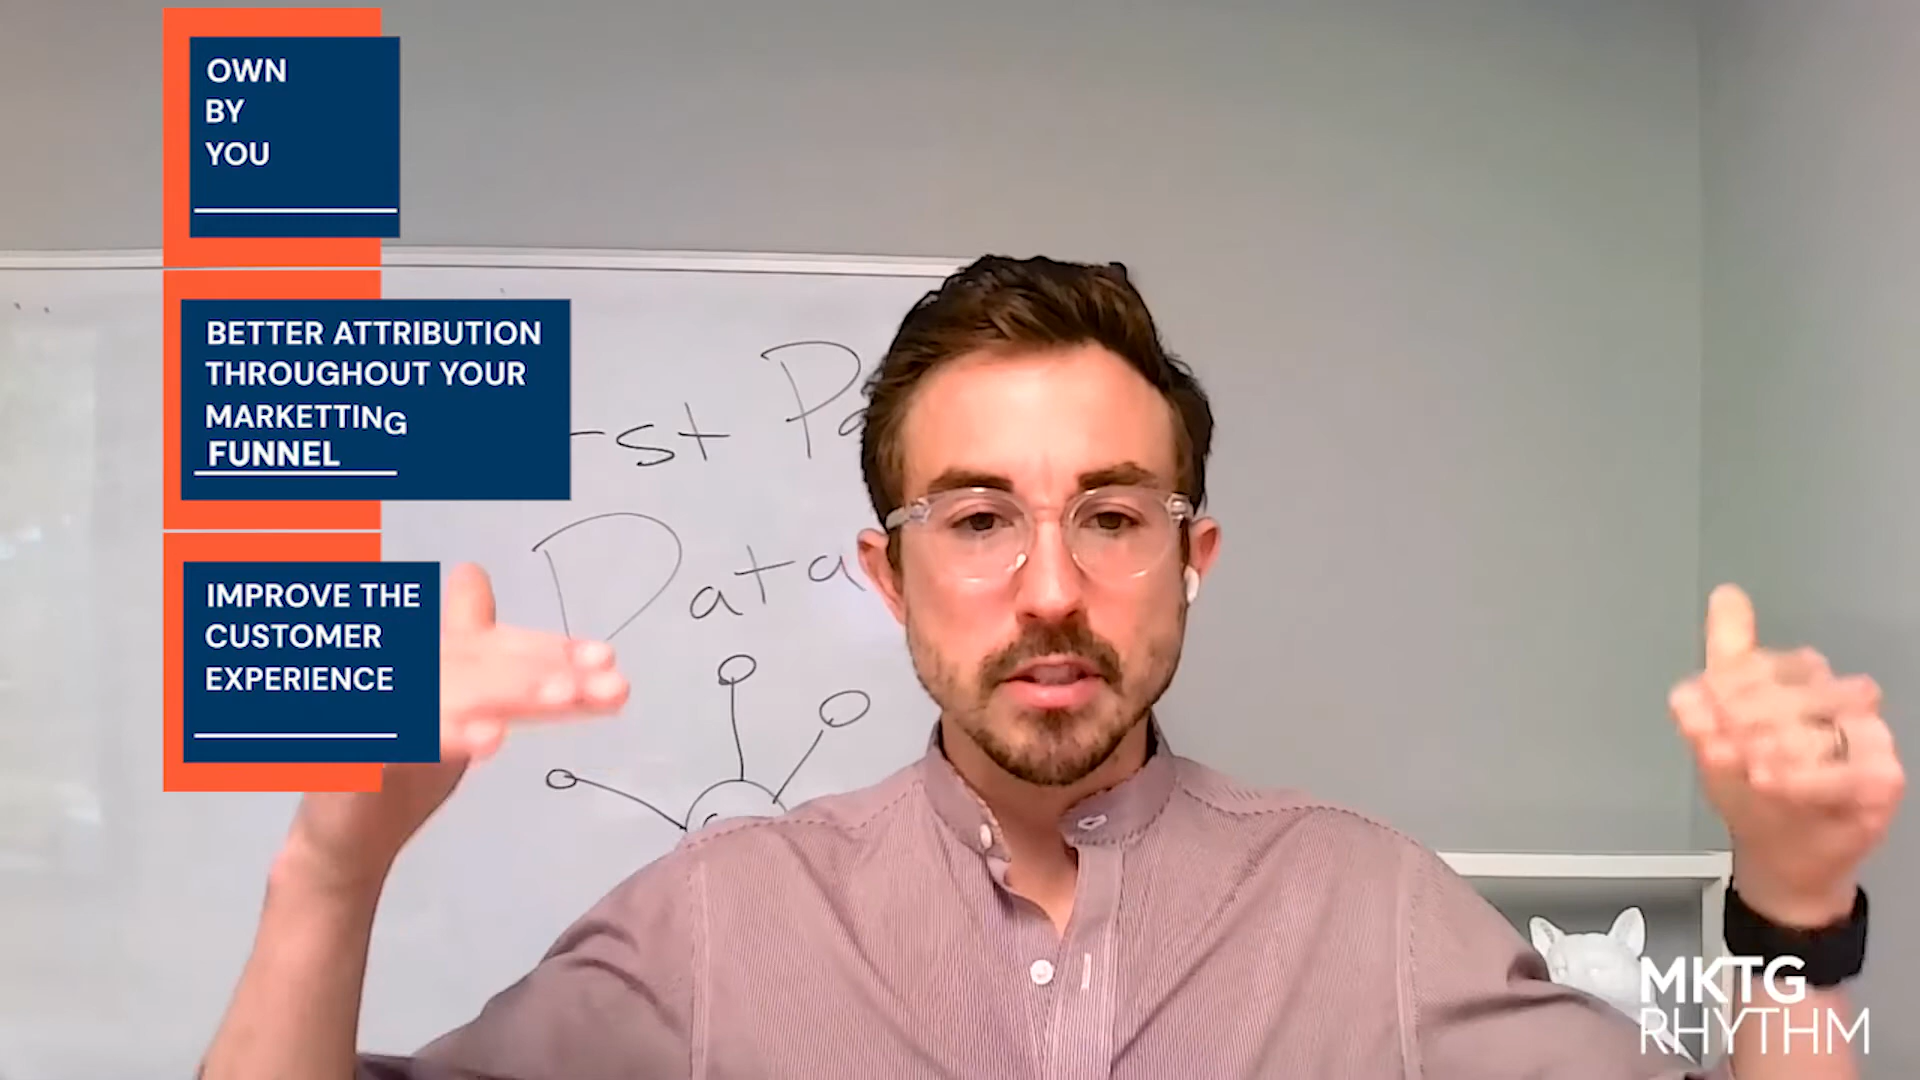 OWN
BY
YOU
BETTER ATTRIBUTION
THROUGHOUT YOUR
MARKETTING
FUNNEL
IMPROVE THE
CUSTOMER
EXPERIENCE
Data
MKTG
RHYTHM